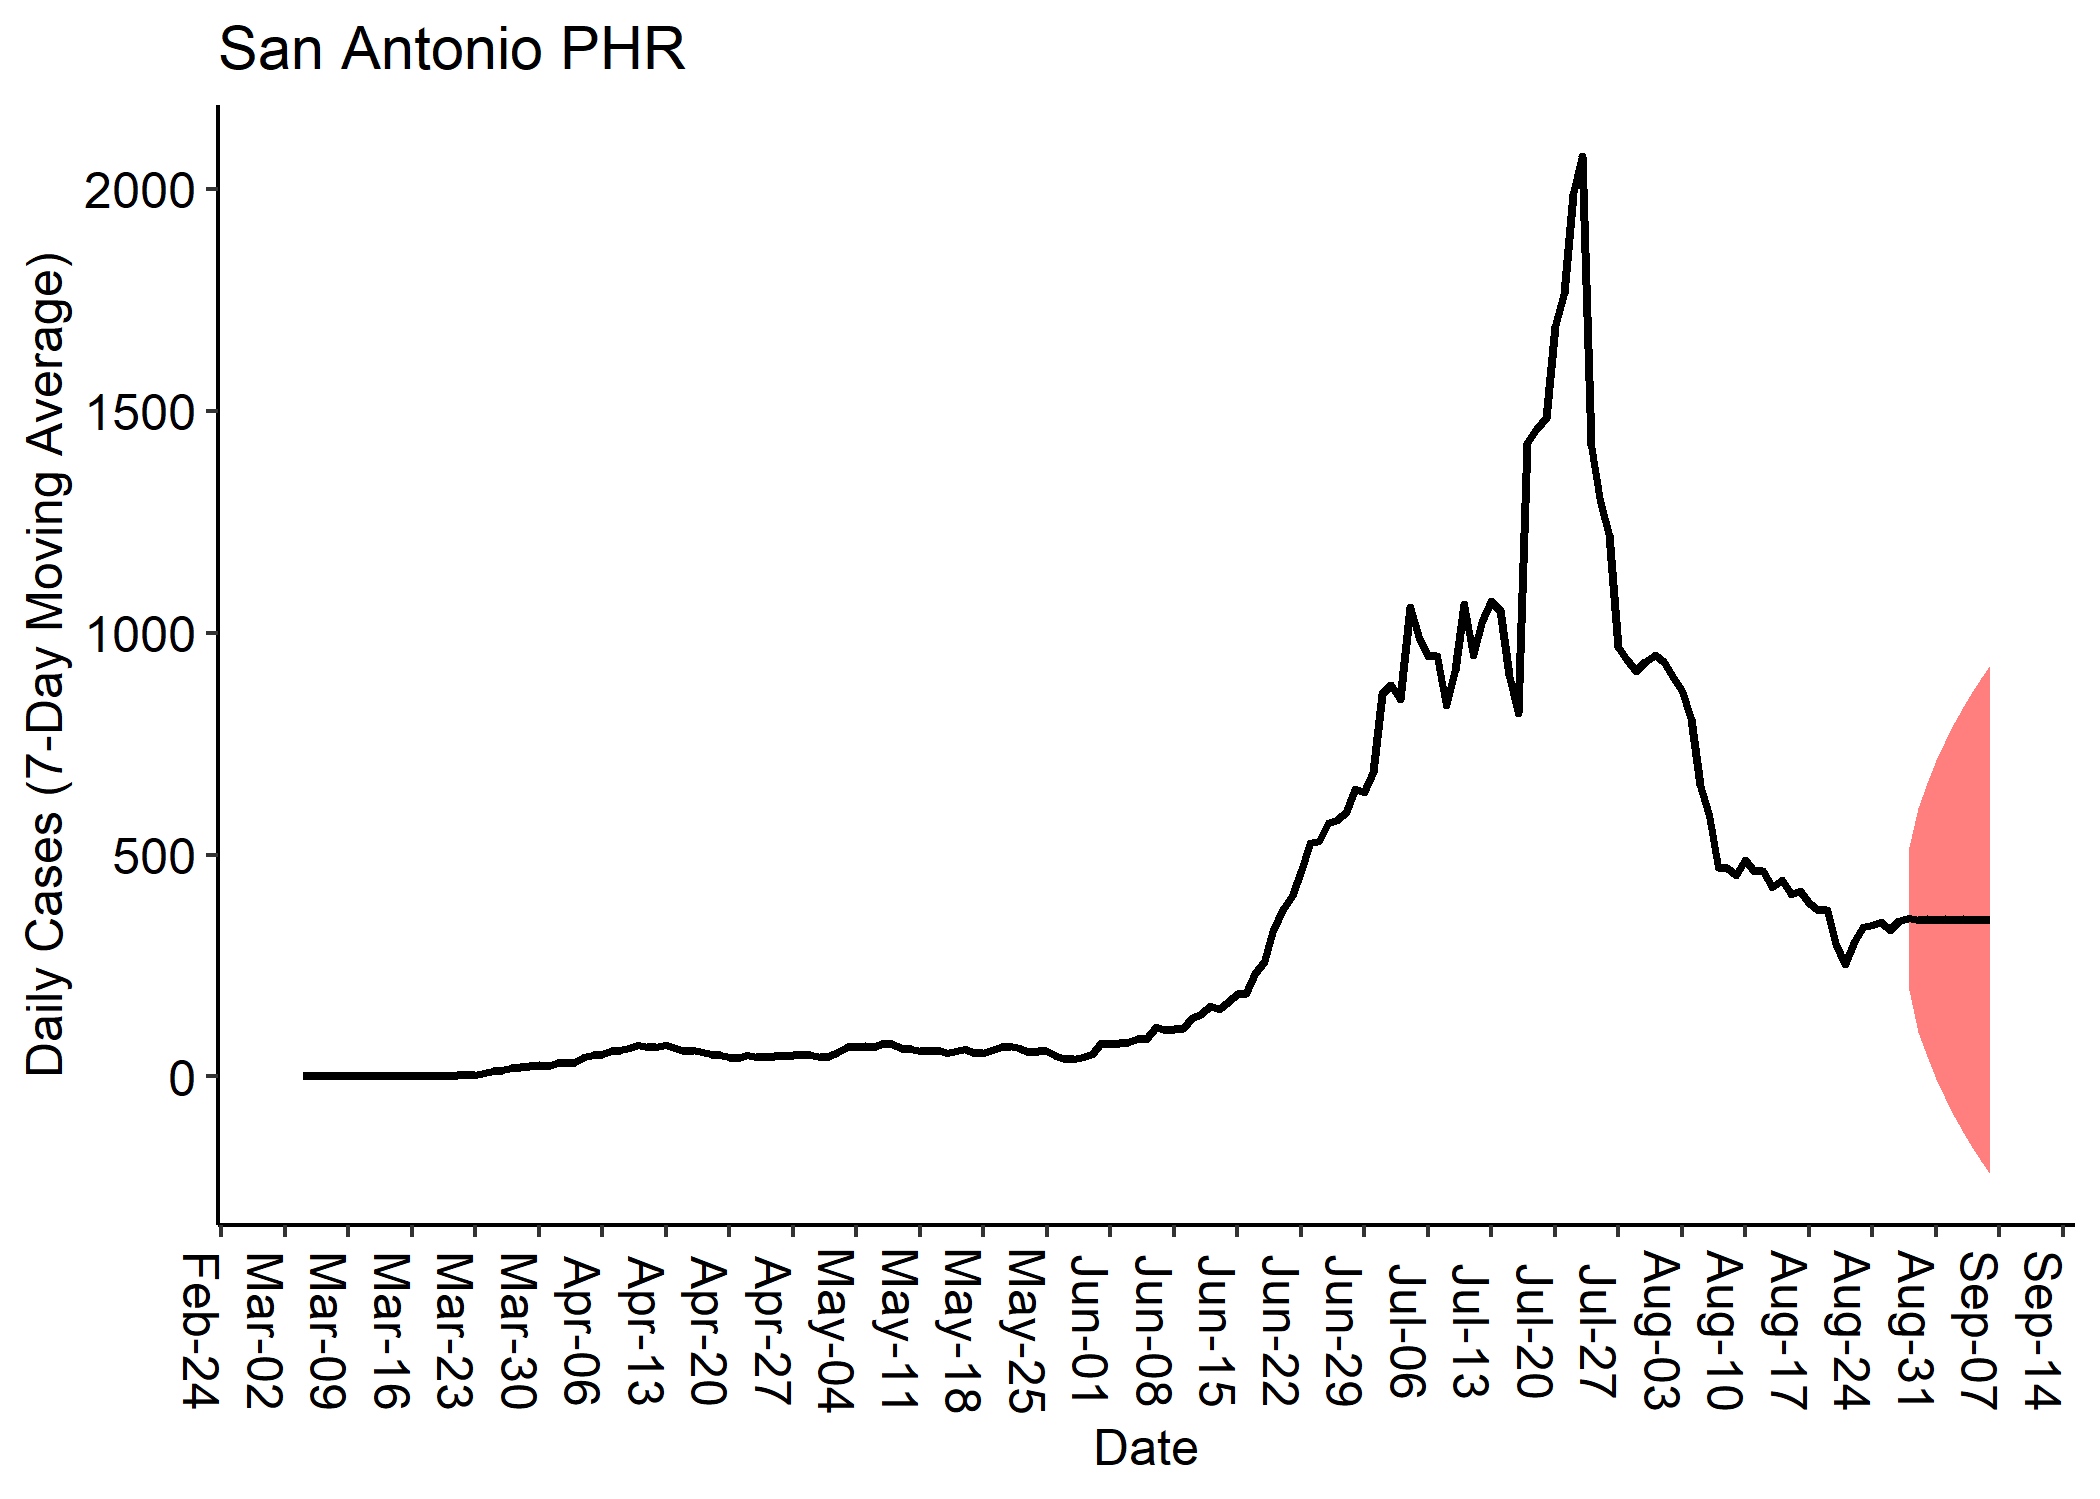 San Antonio PHR
Daily Cases (7-Day Moving Average)
2000
1500
1000
500
0
Feb-24
Mar-02
Mar-09
Mar-16
Mar-23
Mar-30
Apr-06
Apr-13
Apr-20
Apr-27
May-04
May-11
May-18
May-25
Jun-01
Jun-08
Jun-15
Jun-22
Jun-29
Jul-06
Jul-13
Jul-20
Jul-27
Aug-03
Aug-10
Aug-17
Aug-24
Aug-31
Sep-07
Sep-14
Date